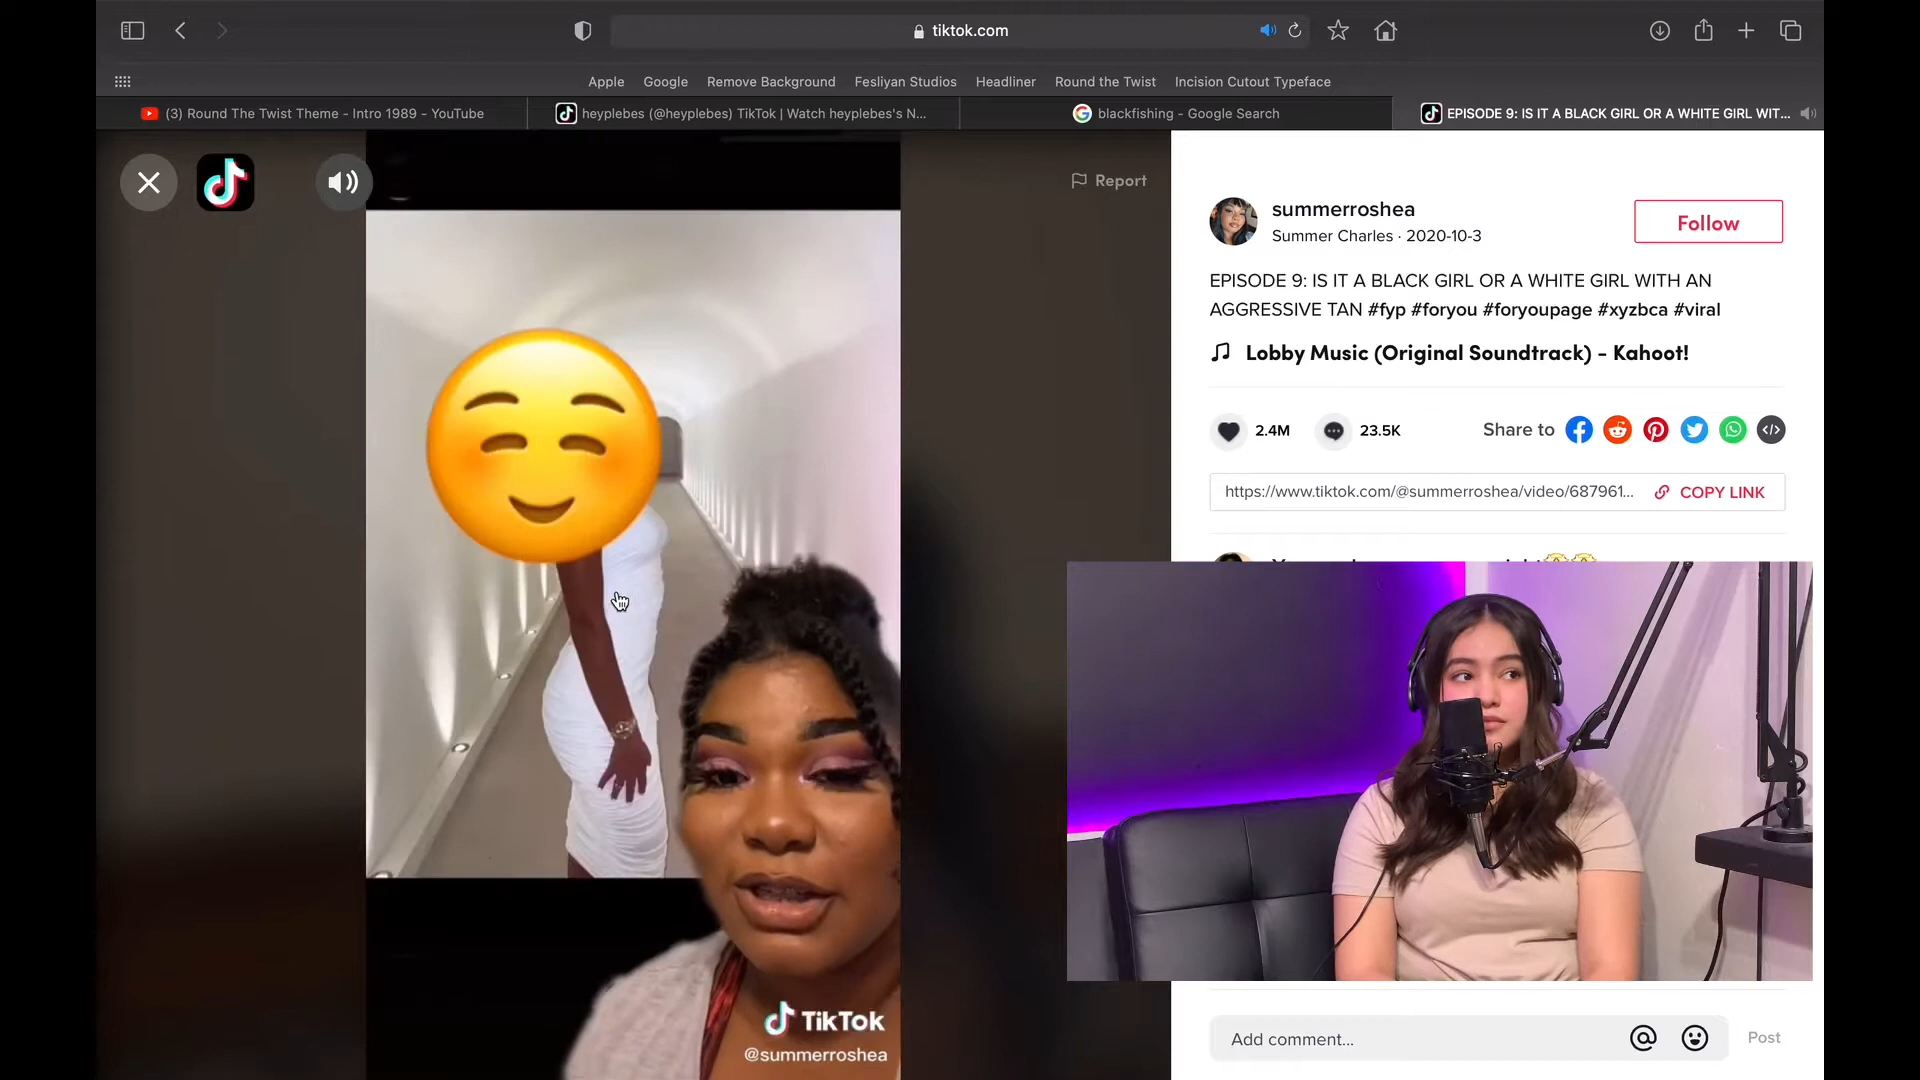 tiktok.com
Apple Google Remove Background Fesliyan Studios Headliner Round the Twist Incision Cutout Typeface
(3) Round The Twist Theme - Intro 1989 - YouTube
heyplebes (@heyplebes) TikTok | Watch heyplebes's N...
blackfishing - Google Search
EPISODE 9: IS IT A BLACK GIRL OR A WHITE GIRL WIT...
Report
summerroshea
Summer Charles · 2020-10-3
Follow
EPISODE 9: IS IT A BLACK GIRL OR A WHITE GIRL WITH AN
AGGRESSIVE TAN #fyp #foryou #foryoupage #xyzbca #viral
Lobby Music (Original Soundtrack) - Kahoot!
2.4M
23.5K
Share to
https://www.tiktok.com/@summerroshea/video/687961...
COPY LINK
TikTok
@summerroshea
Add comment...
Post